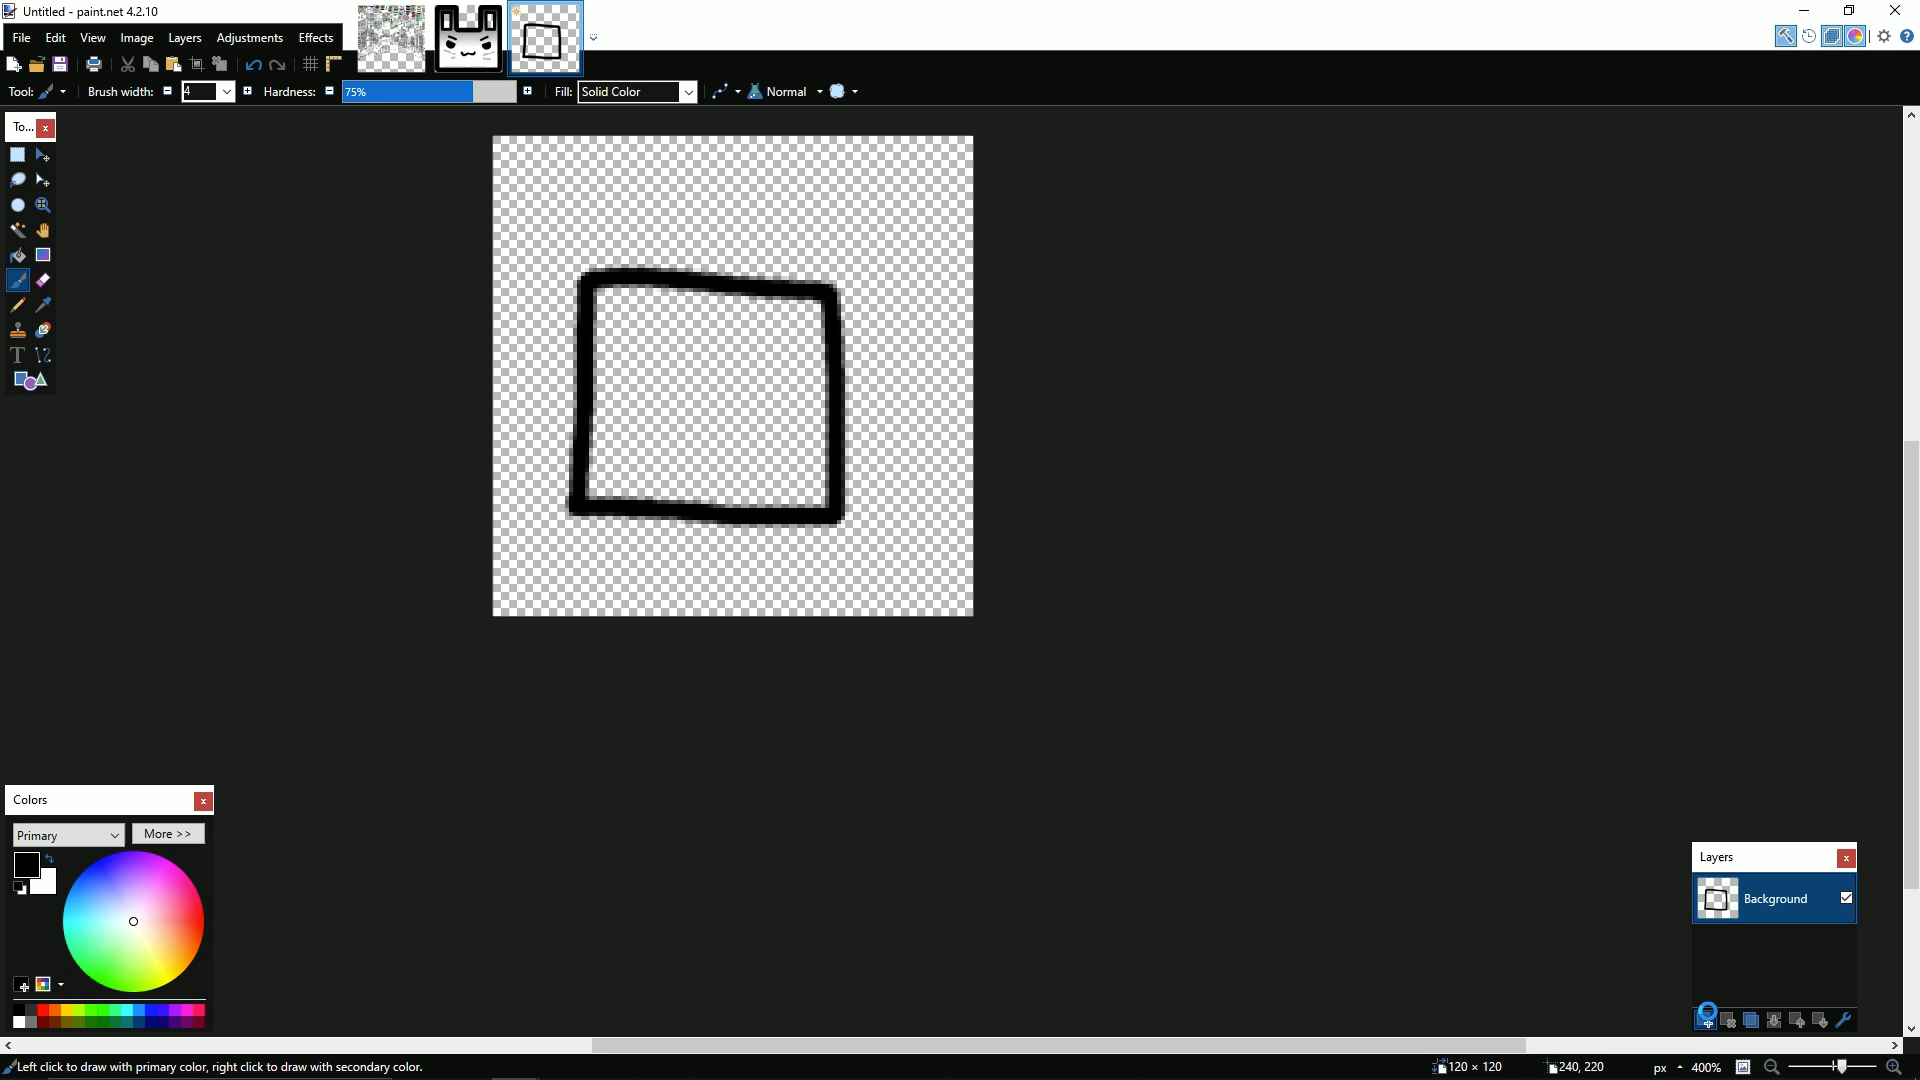 Untitled - paint.net 4.2.10
File Edit View Image Layers Adjustments Effects
Tool: Brush width: 4 Hardness: 75% Fill: Solid Color Normal
To...
Colors
Primary More >>
Layers
Background
Left click to draw with primary color, right click to draw with secondary color. 120 × 120 240, 220 px 400%